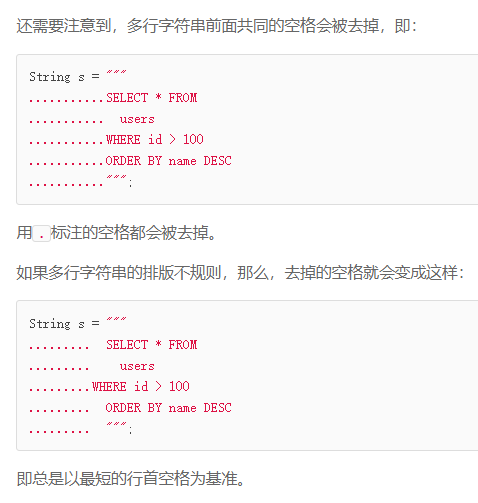 还需要注意到，多行字符串前面共同的空格会被去掉，即：
String s = """
...........SELECT * FROM
...........  users
...........WHERE id > 100
...........ORDER BY name DESC
...........""";
用.标注的空格都会被去掉。
如果多行字符串的排版不规则，那么，去掉的空格就会变成这样：
String s = """
.........  SELECT * FROM
.........    users
.........WHERE id > 100
.........  ORDER BY name DESC
.........  """;
即总是以最短的行首空格为基准。